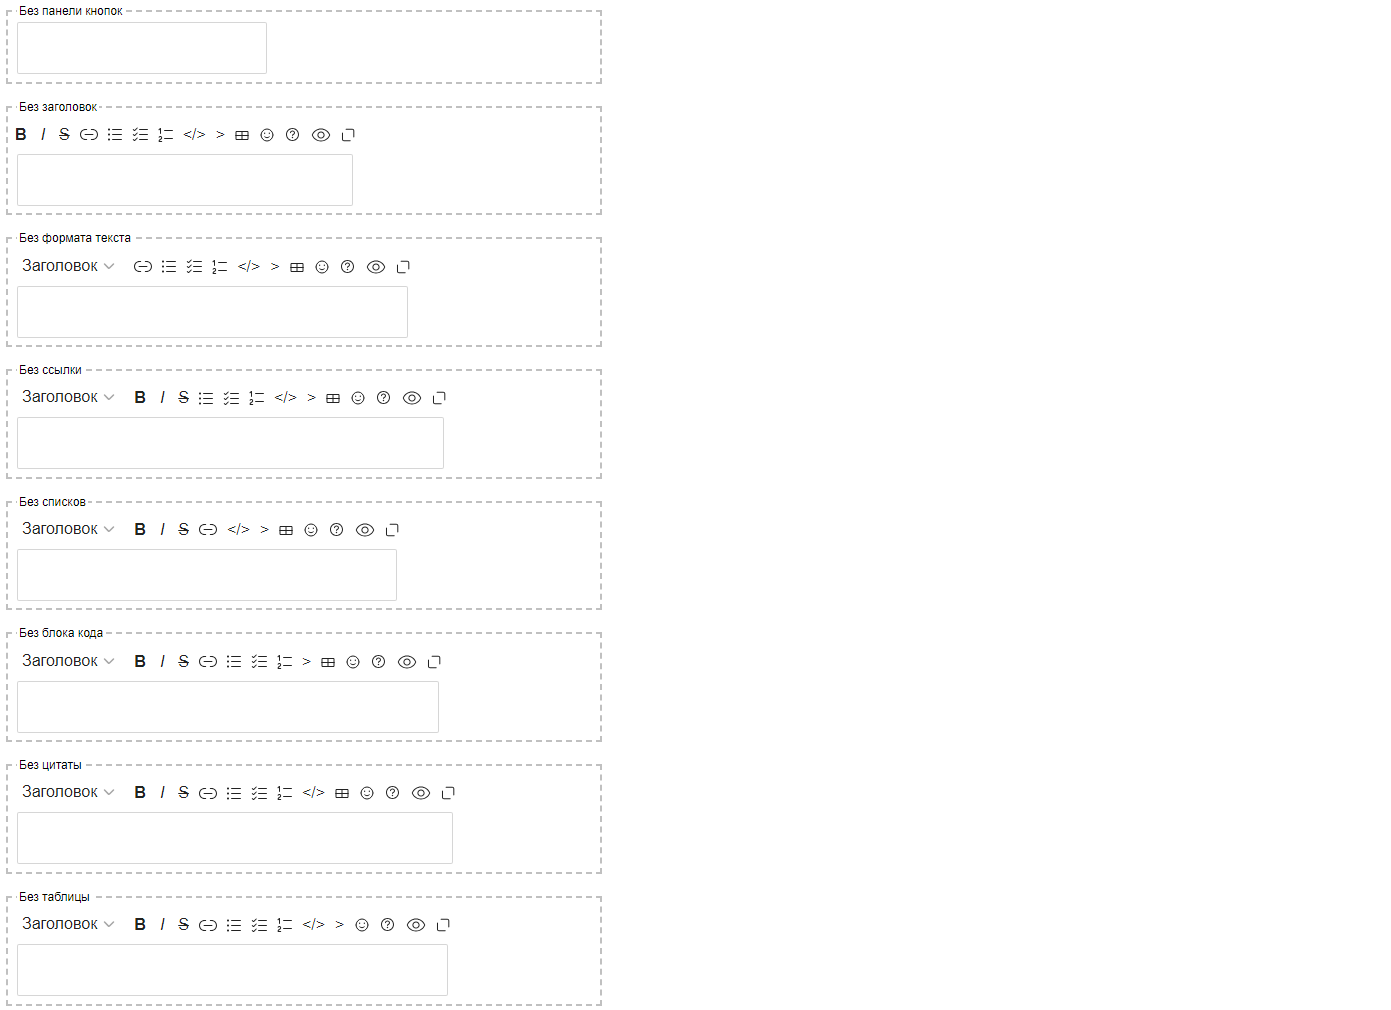 Без панели кнопок
Без заголовок
B I S </> >
Без формата текста
Заголовок </> >
Без ссылки
Заголовок B I S </> >
Без списков
Заголовок B I S </> >
Без блока кода
Заголовок B I S >
Без цитаты
Заголовок B I S </>
Без таблицы
Заголовок B I S </> >